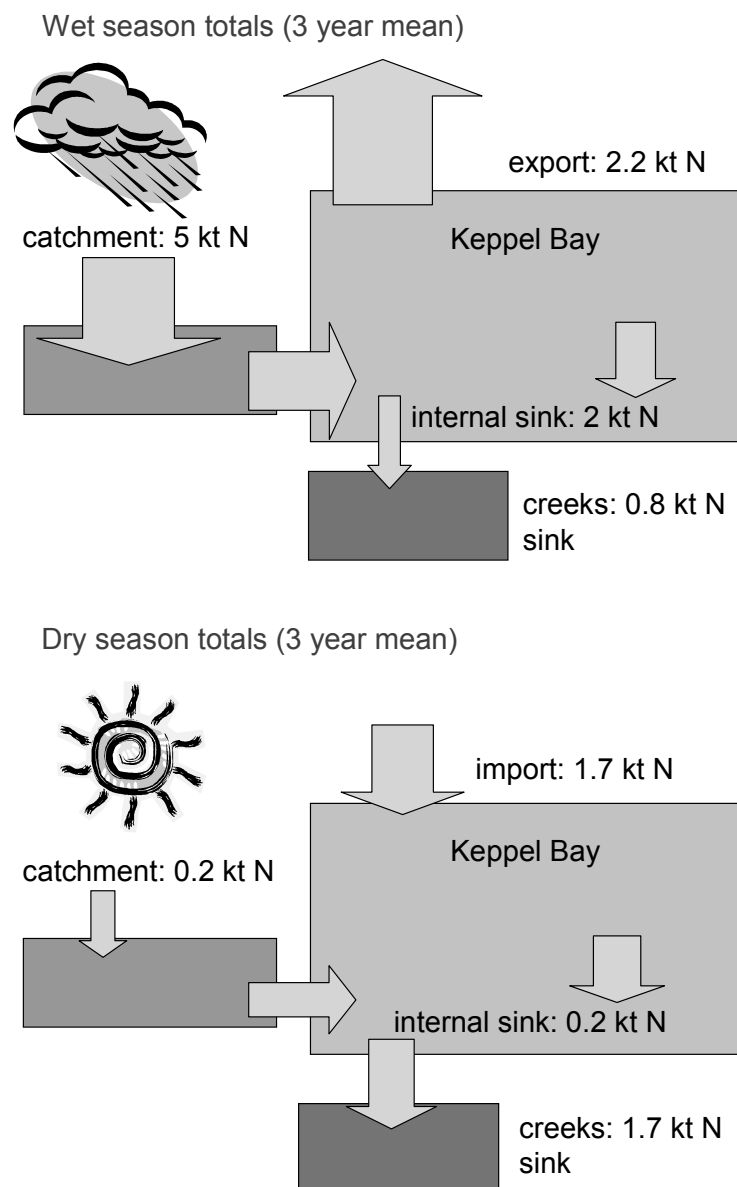 Wet season totals (3 year mean)
export: 2.2 kt N
catchment: 5 kt N
Keppel Bay
internal sink: 2 kt N
creeks: 0.8 kt N
sink
Dry season totals (3 year mean)
import: 1.7 kt N
Keppel Bay
catchment: 0.2 kt N
internal sink: 0.2 kt N
creeks: 1.7 kt N
sink